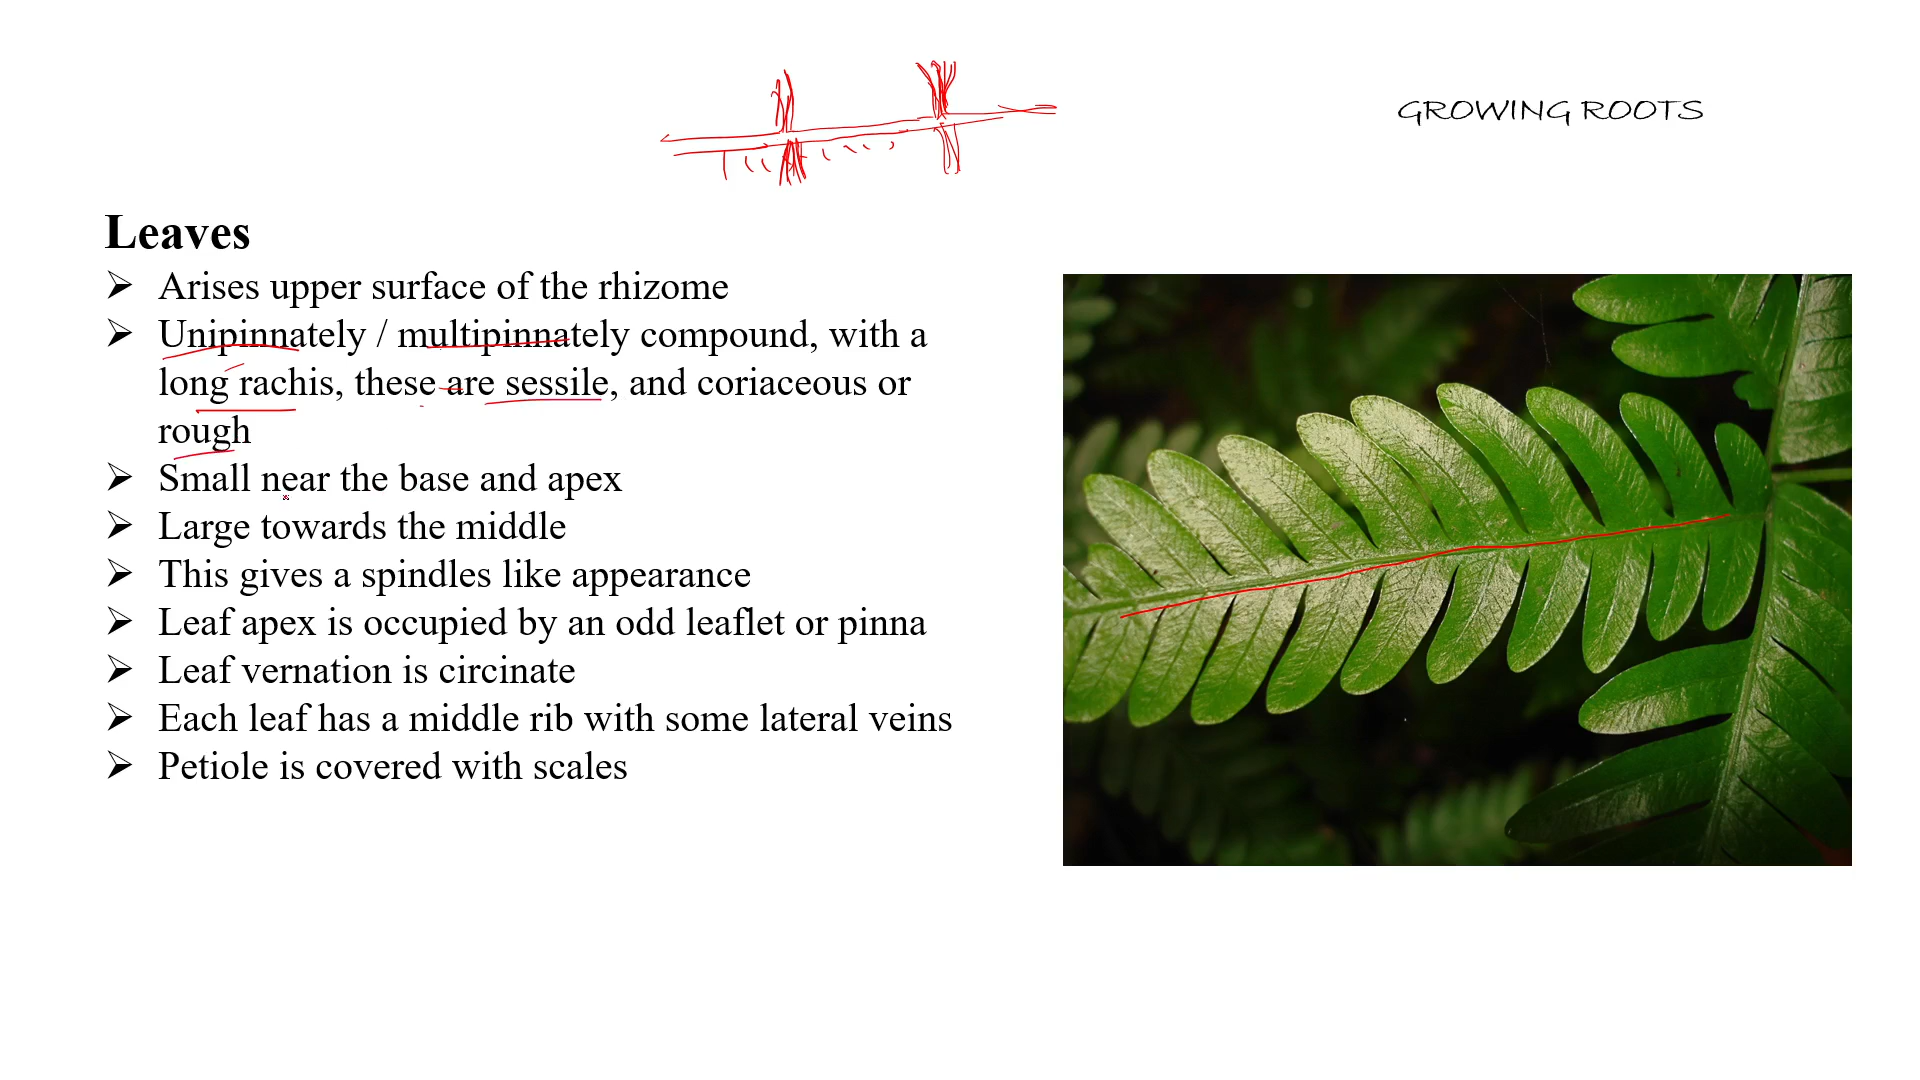 GROWING ROOTS
Leaves
➢ Arises upper surface of the rhizome
➢ Unipinnately / multipinnately compound, with a
long rachis, these are sessile, and coriaceous or
rough
➢ Small near the base and apex
➢ Large towards the middle
➢ This gives a spindles like appearance
➢ Leaf apex is occupied by an odd leaflet or pinna
➢ Leaf vernation is circinate
➢ Each leaf has a middle rib with some lateral veins
➢ Petiole is covered with scales